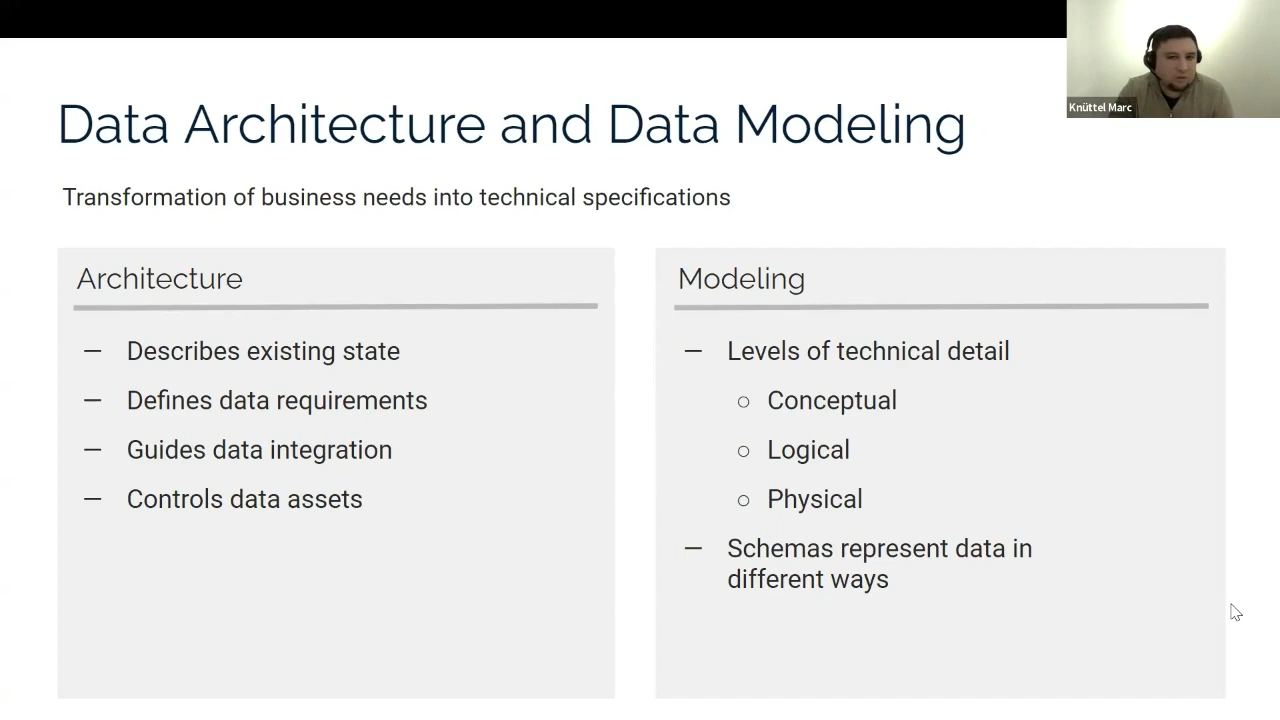 Knüttel Marc
Data Architecture and Data Modeling
Transformation of business needs into technical specifications
Architecture
— Describes existing state
— Defines data requirements
— Guides data integration
— Controls data assets
Modeling
— Levels of technical detail
○ Conceptual
○ Logical
○ Physical
— Schemas represent data in
different ways